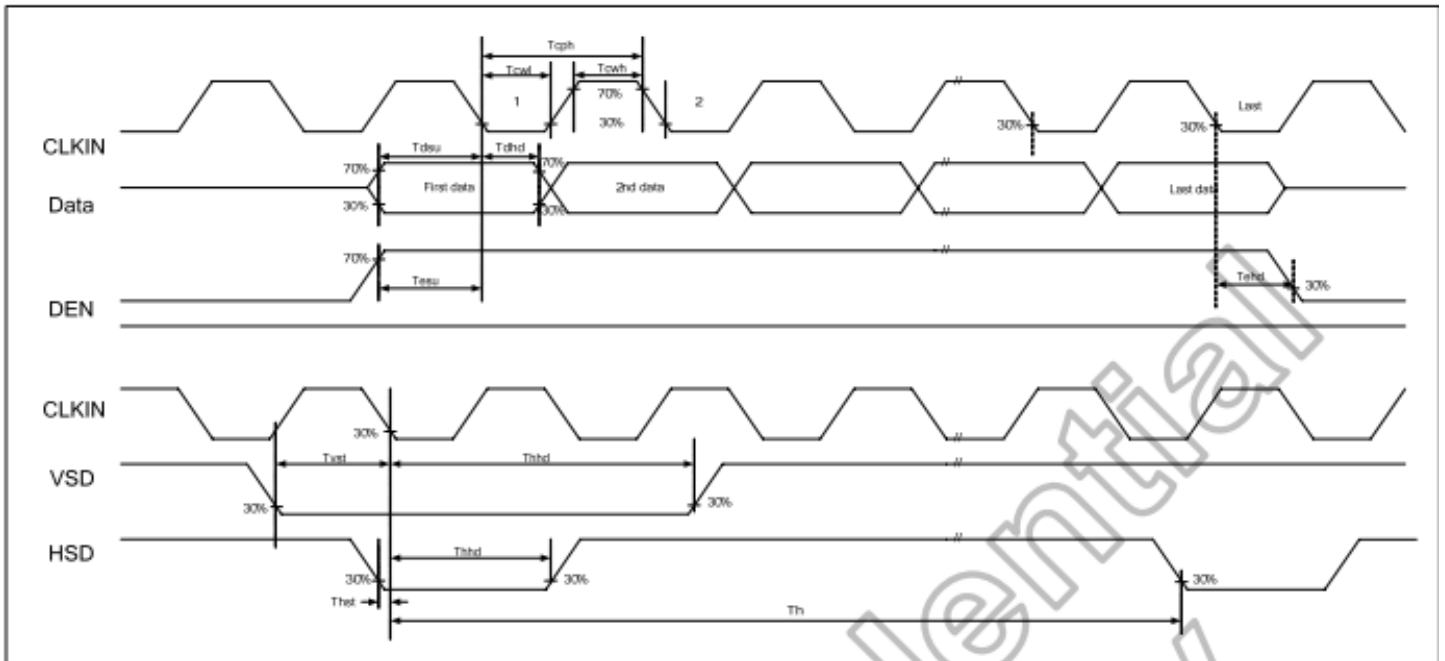 Tcph
Tcwl Tcwh
1 70% 2 // Last
30% 30% 30%
CLKIN
Tdsu Tdhd
70% 70% //
First data 2nd data Last dat
Data
30% 30% //
//
70%
Tesu Tehd
30%
DEN
CLKIN
30% //
Tvst Thhd //
VSD
30% 30%
HSD //
Thhd
30% 30% 30%
Thst
Th
lential